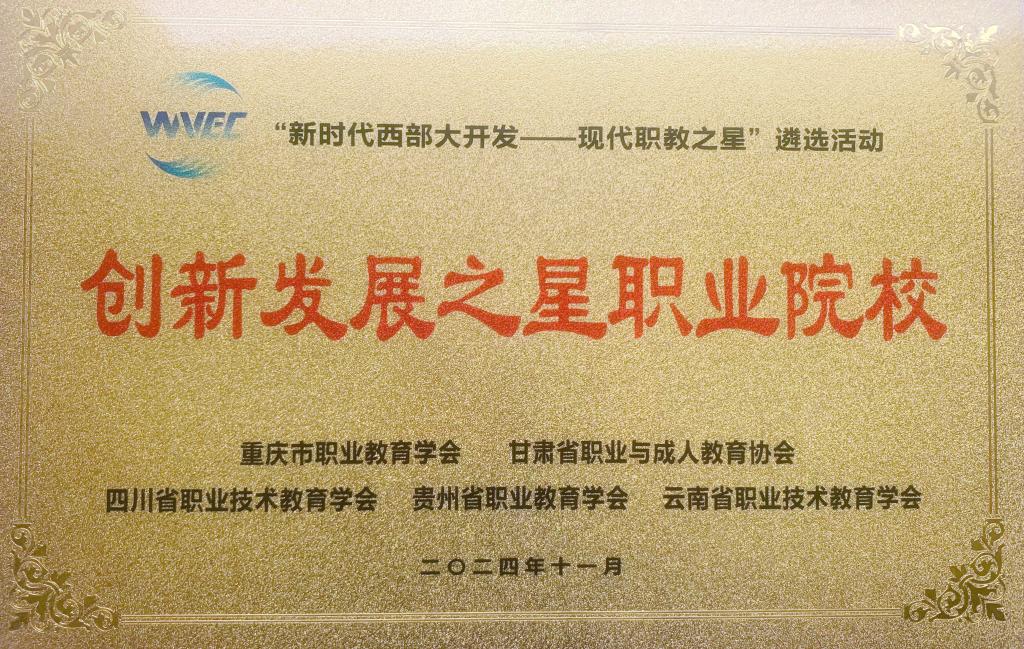 WVEC
“新时代西部大开发——现代职教之星”遴选活动
创新发展之星职业院校
重庆市职业教育学会 甘肃省职业与成人教育协会
四川省职业技术教育学会 贵州省职业教育学会 云南省职业技术教育学会
二〇二四年十一月